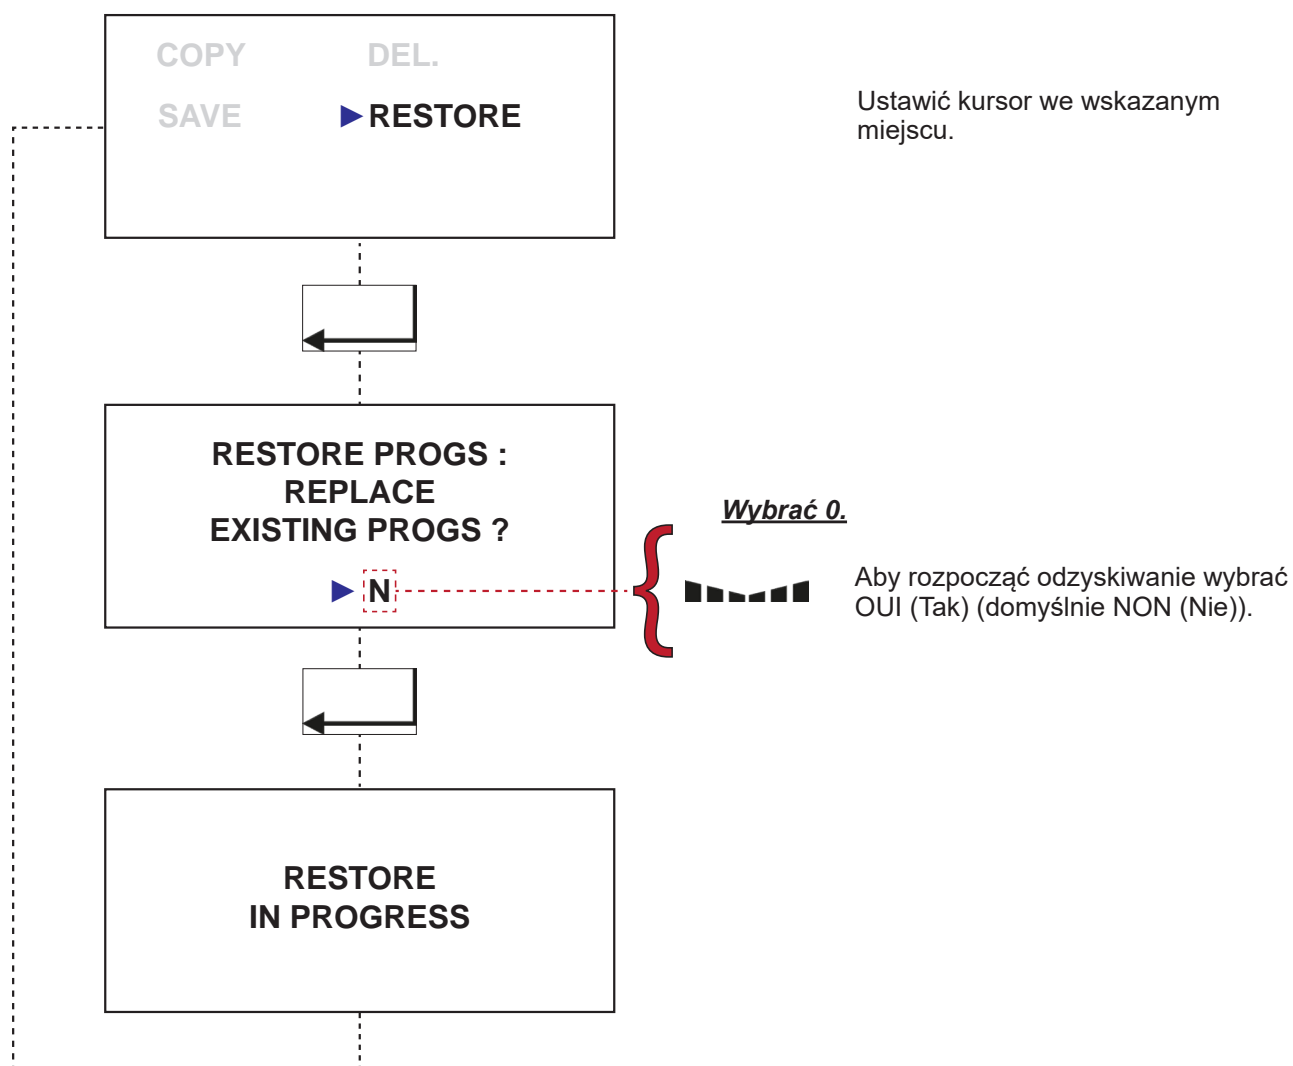 COPY DEL.
SAVE ►RESTORE
Ustawić kursor we wskazanym
miejscu.
RESTORE PROGS :
REPLACE
EXISTING PROGS ?
► N
Wybrać 0.
Aby rozpocząć odzyskiwanie wybrać
OUI (Tak) (domyślnie NON (Nie)).
RESTORE
IN PROGRESS